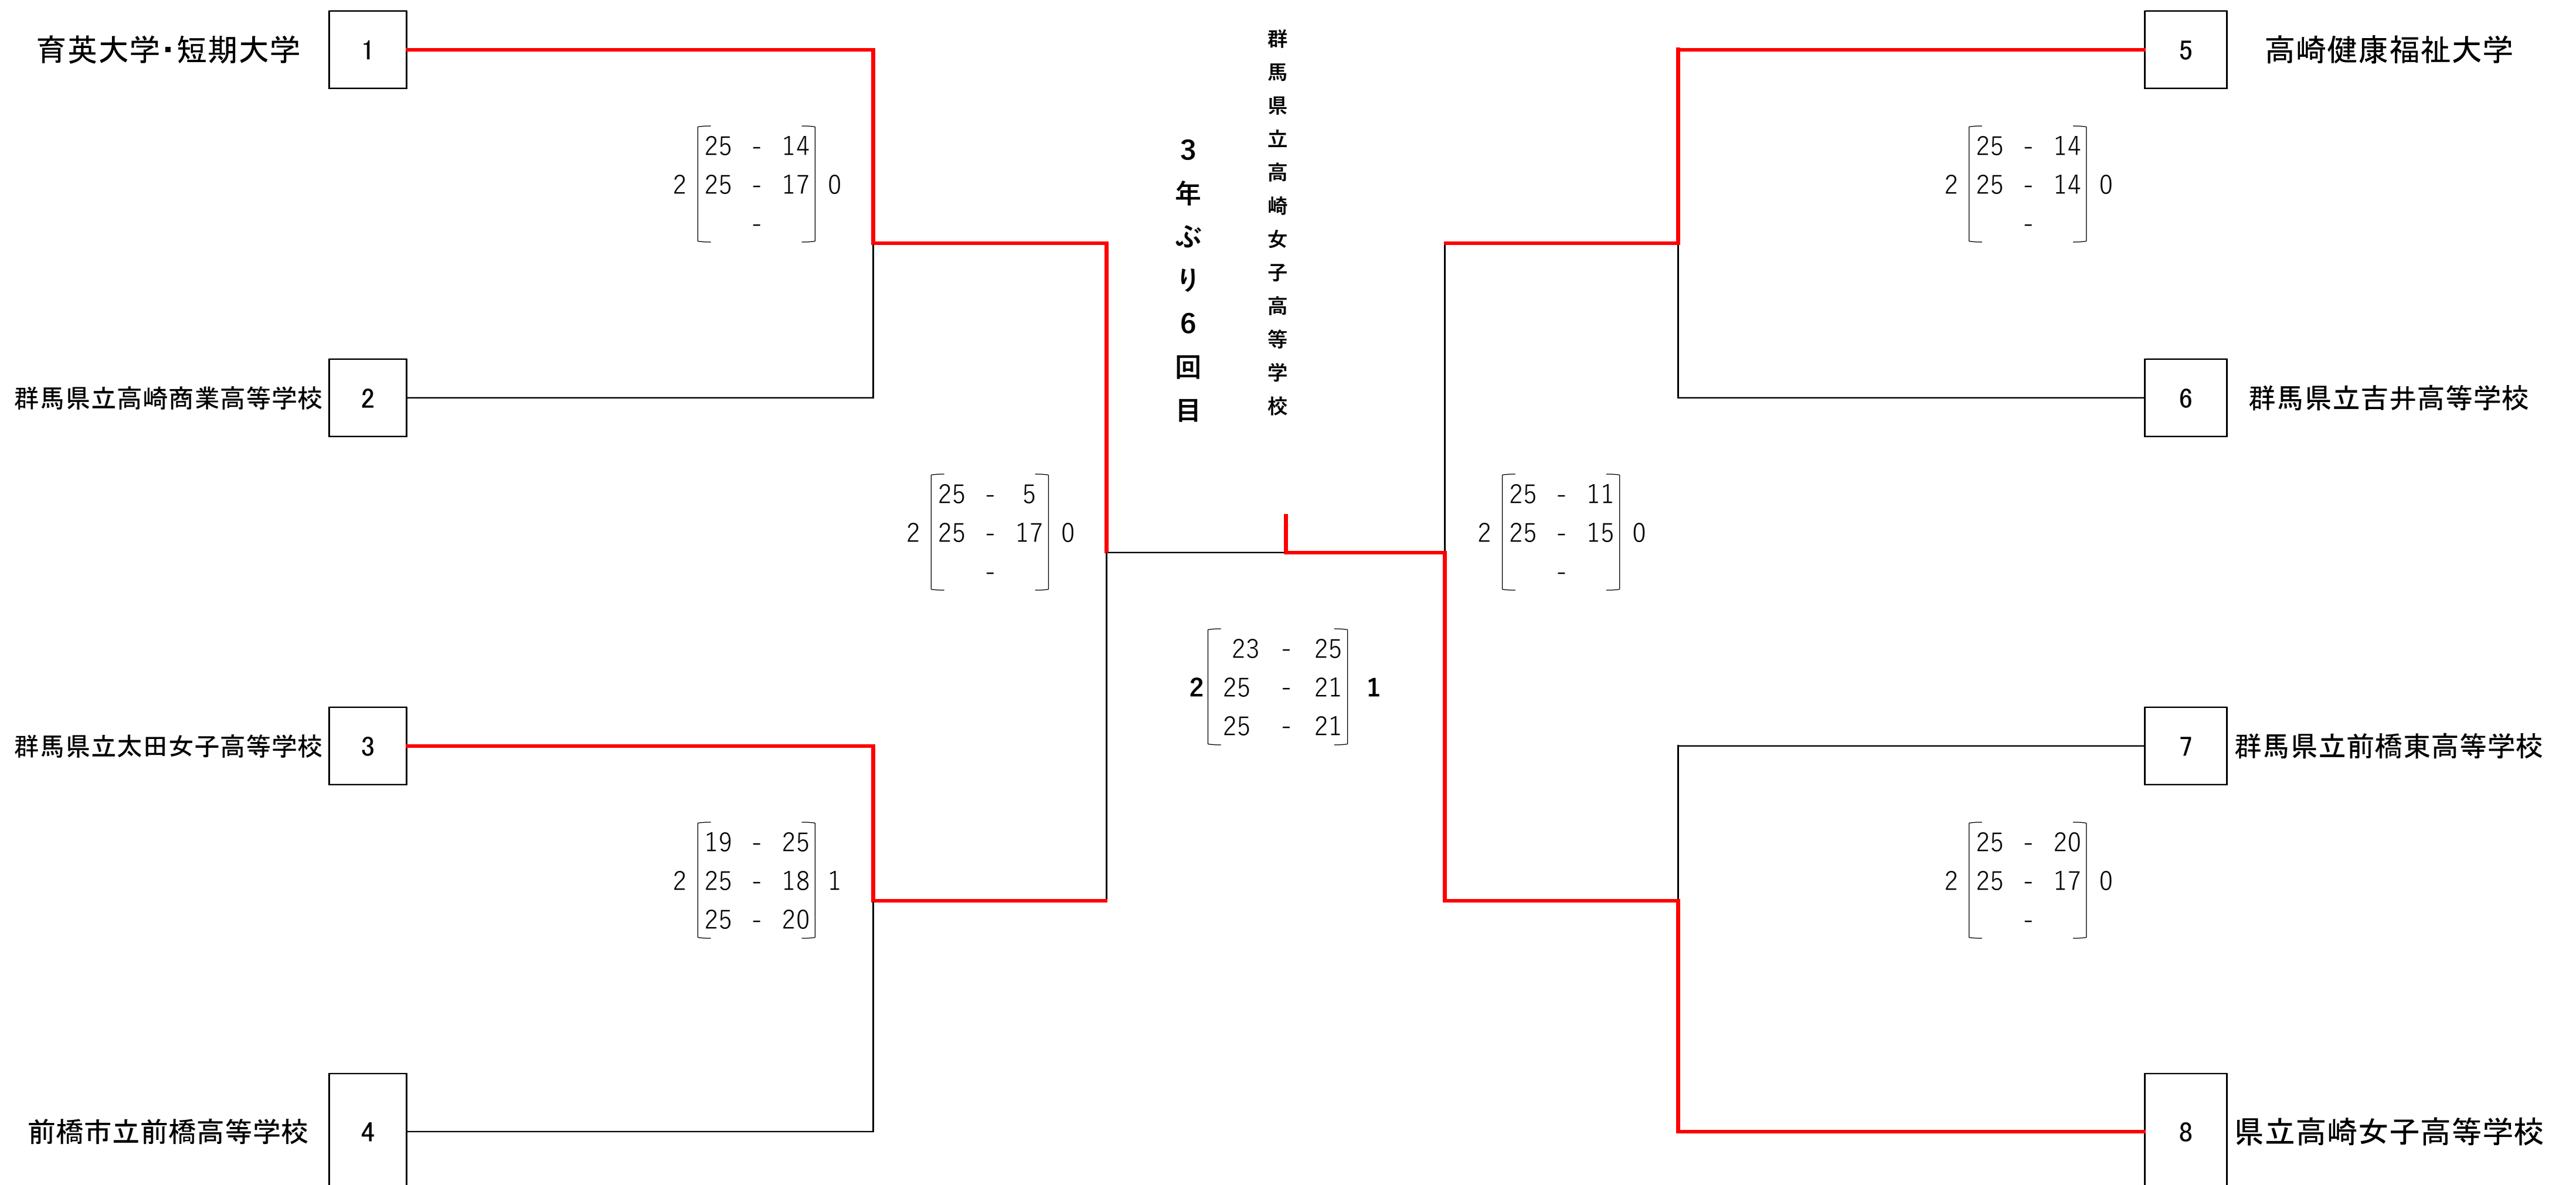 育英大学・短期大学 1
2 25 - 14 0
25 - 17
-
群馬県立高崎商業高等学校 2
2 25 - 5 0
25 - 17
-
群馬県立太田女子高等学校 3
2 19 - 25 1
25 - 18
25 - 20
前橋市立前橋高等学校 4
群馬県立高崎女子高等学校
3年ぶり6回目
2 23 - 25 1
25 - 21
25 - 21
5 高崎健康福祉大学
2 25 - 14 0
25 - 14
-
6 群馬県立吉井高等学校
2 25 - 11 0
25 - 15
-
7 群馬県立前橋東高等学校
2 25 - 20 0
25 - 17
-
8 県立高崎女子高等学校